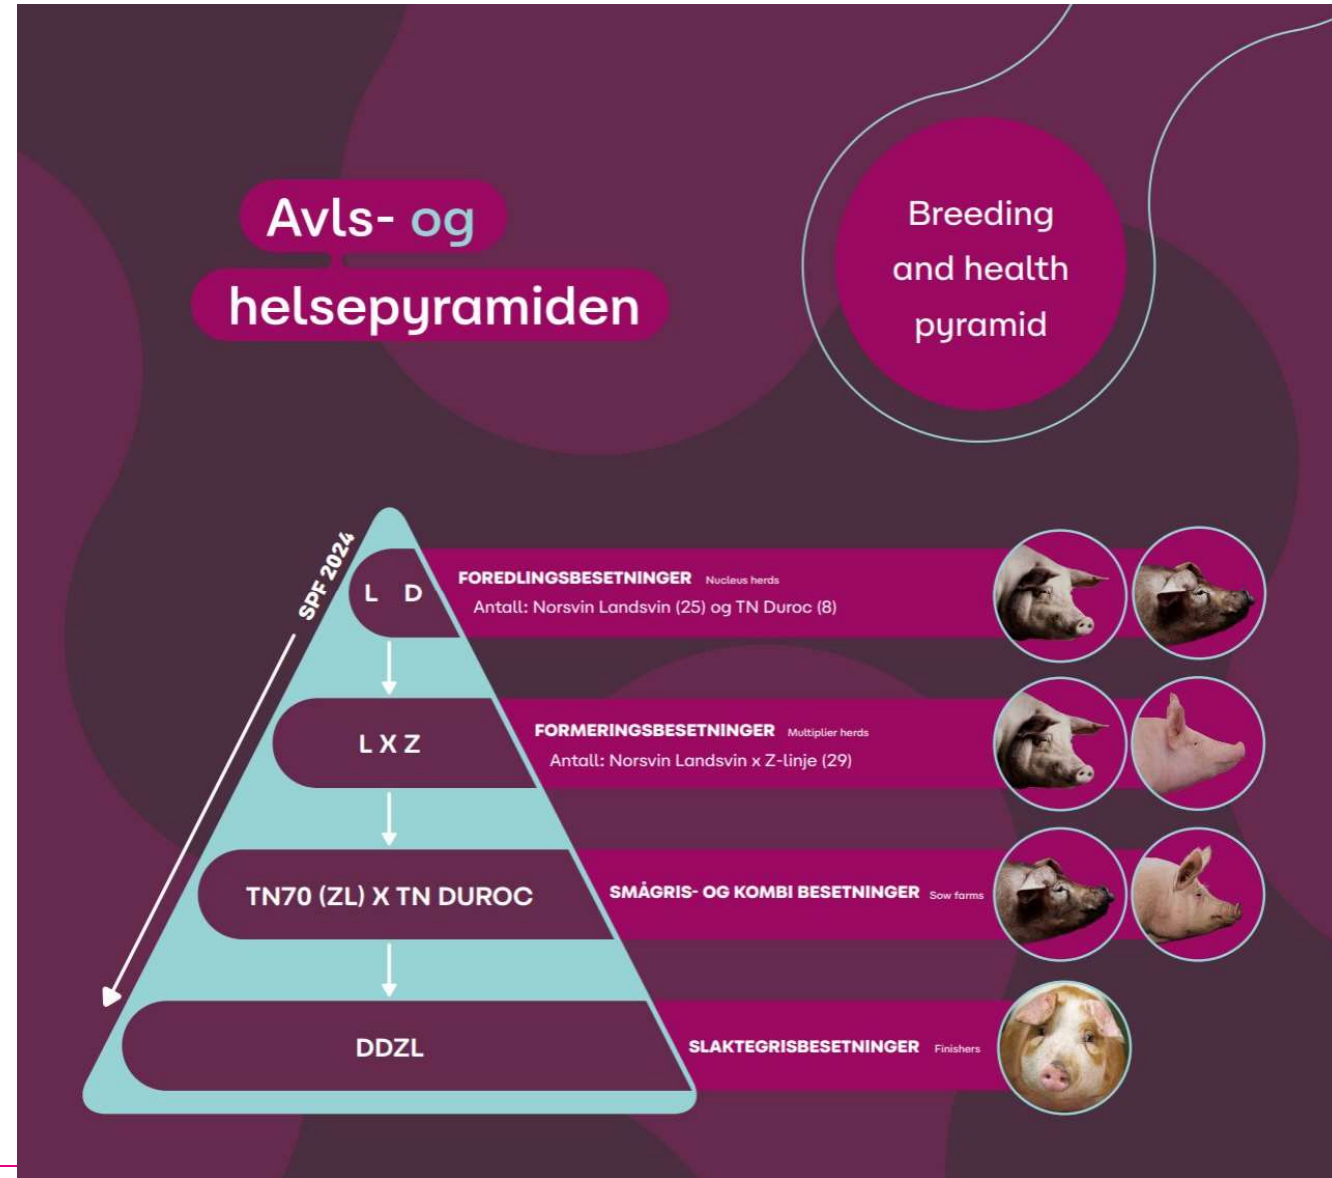 Avls- og
helsepyramiden
Breeding
and health
pyramid
SPF 2024
L D
FOREDLINGSBESETNINGER Nucleus herds
Antall: Norsvin Landsvin (25) og TN Duroc (8)
L X Z
FORMERINGSBESETNINGER Multiplier herds
Antall: Norsvin Landsvin x Z-linje (29)
TN70 (ZL) X TN DUROC
SMÅGRIS- OG KOMBI BESETNINGER Sow farms
DDZL
SLAKTEGRISBESETNINGER Finishers